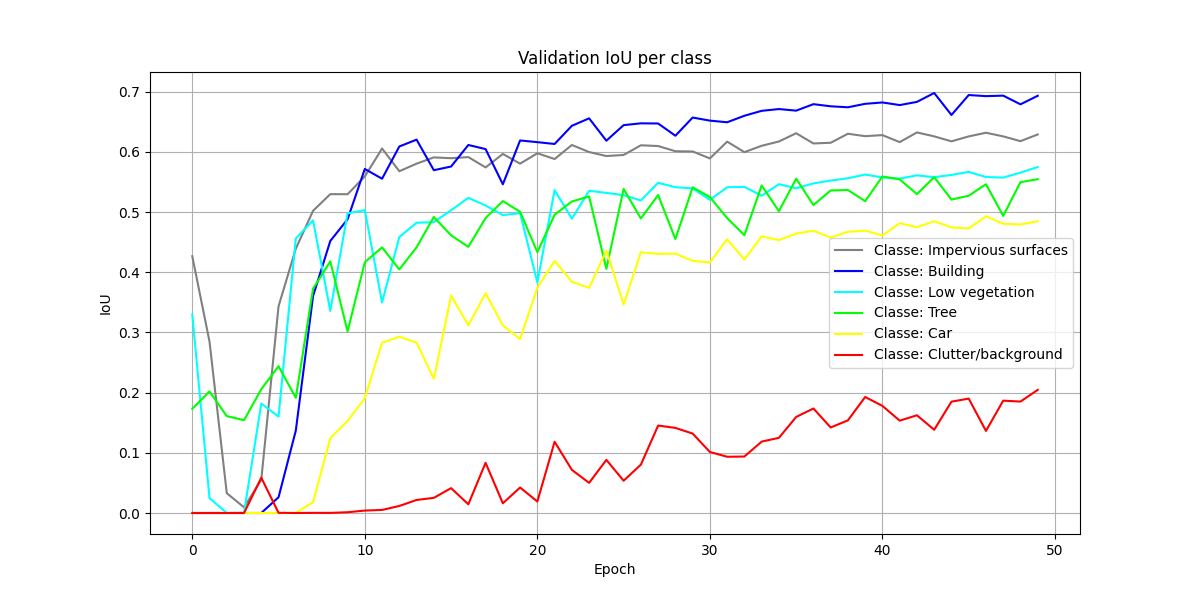 Validation IoU per class
0.7
0.6
0.5
0.4
0.3
0.2
0.1
0.0
IoU
Classe: Impervious surfaces
Classe: Building
Classe: Low vegetation
Classe: Tree
Classe: Car
Classe: Clutter/background
0 10 20 30 40 50
Epoch